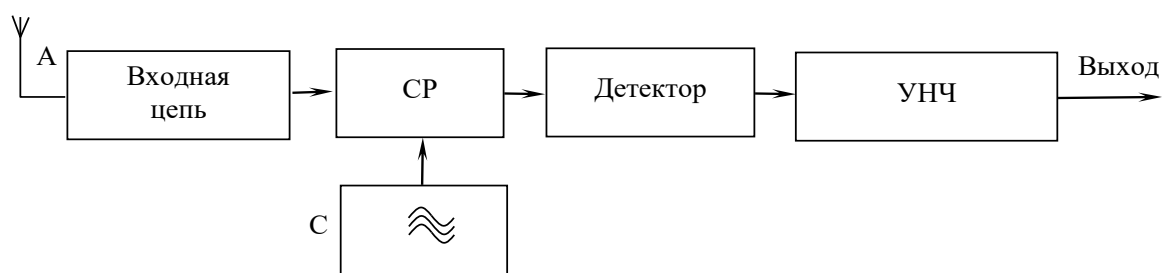 А
Входная
цепь
СР
Детектор
УНЧ
Выход
С